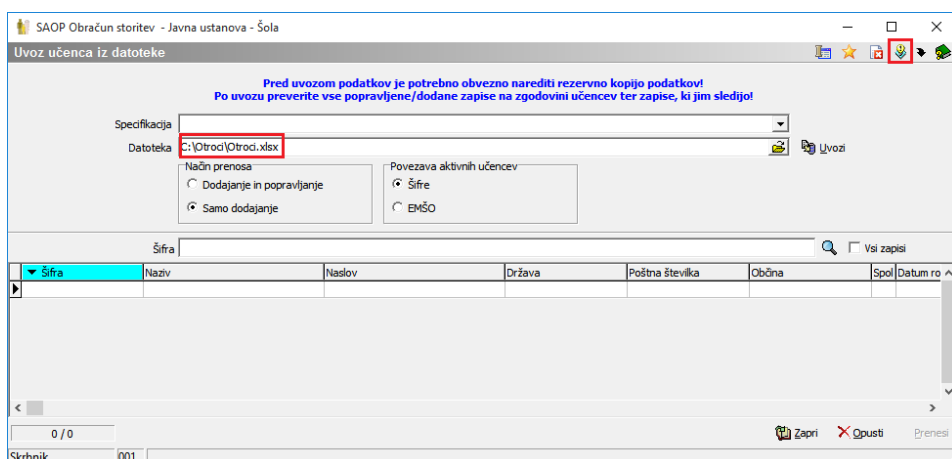 SAOP Obračun storitev - Javna ustanova - Šola
Uvoz učenca iz datoteke
Pred uvozom podatkov je potrebno obvezno narediti rezervno kopijo podatkov!
Po uvozu preverite vse popravljene/dodane zapise na zgodovini učencev ter zapise, ki jim sledijo!
Specifikacija
Datoteka C:\Otroci\Otroci.xlsx Uvozi
Način prenosa Povezava aktivnih učencev
Dodajanje in popravljanje Šifre
Samo dodajanje EMŠO
Šifra Vsi zapisi
Šifra Naziv Naslov Država Poštna številka Občina Spol Datum ro
0 / 0 Zapri Opusti Prenesi
Skrbnik 001